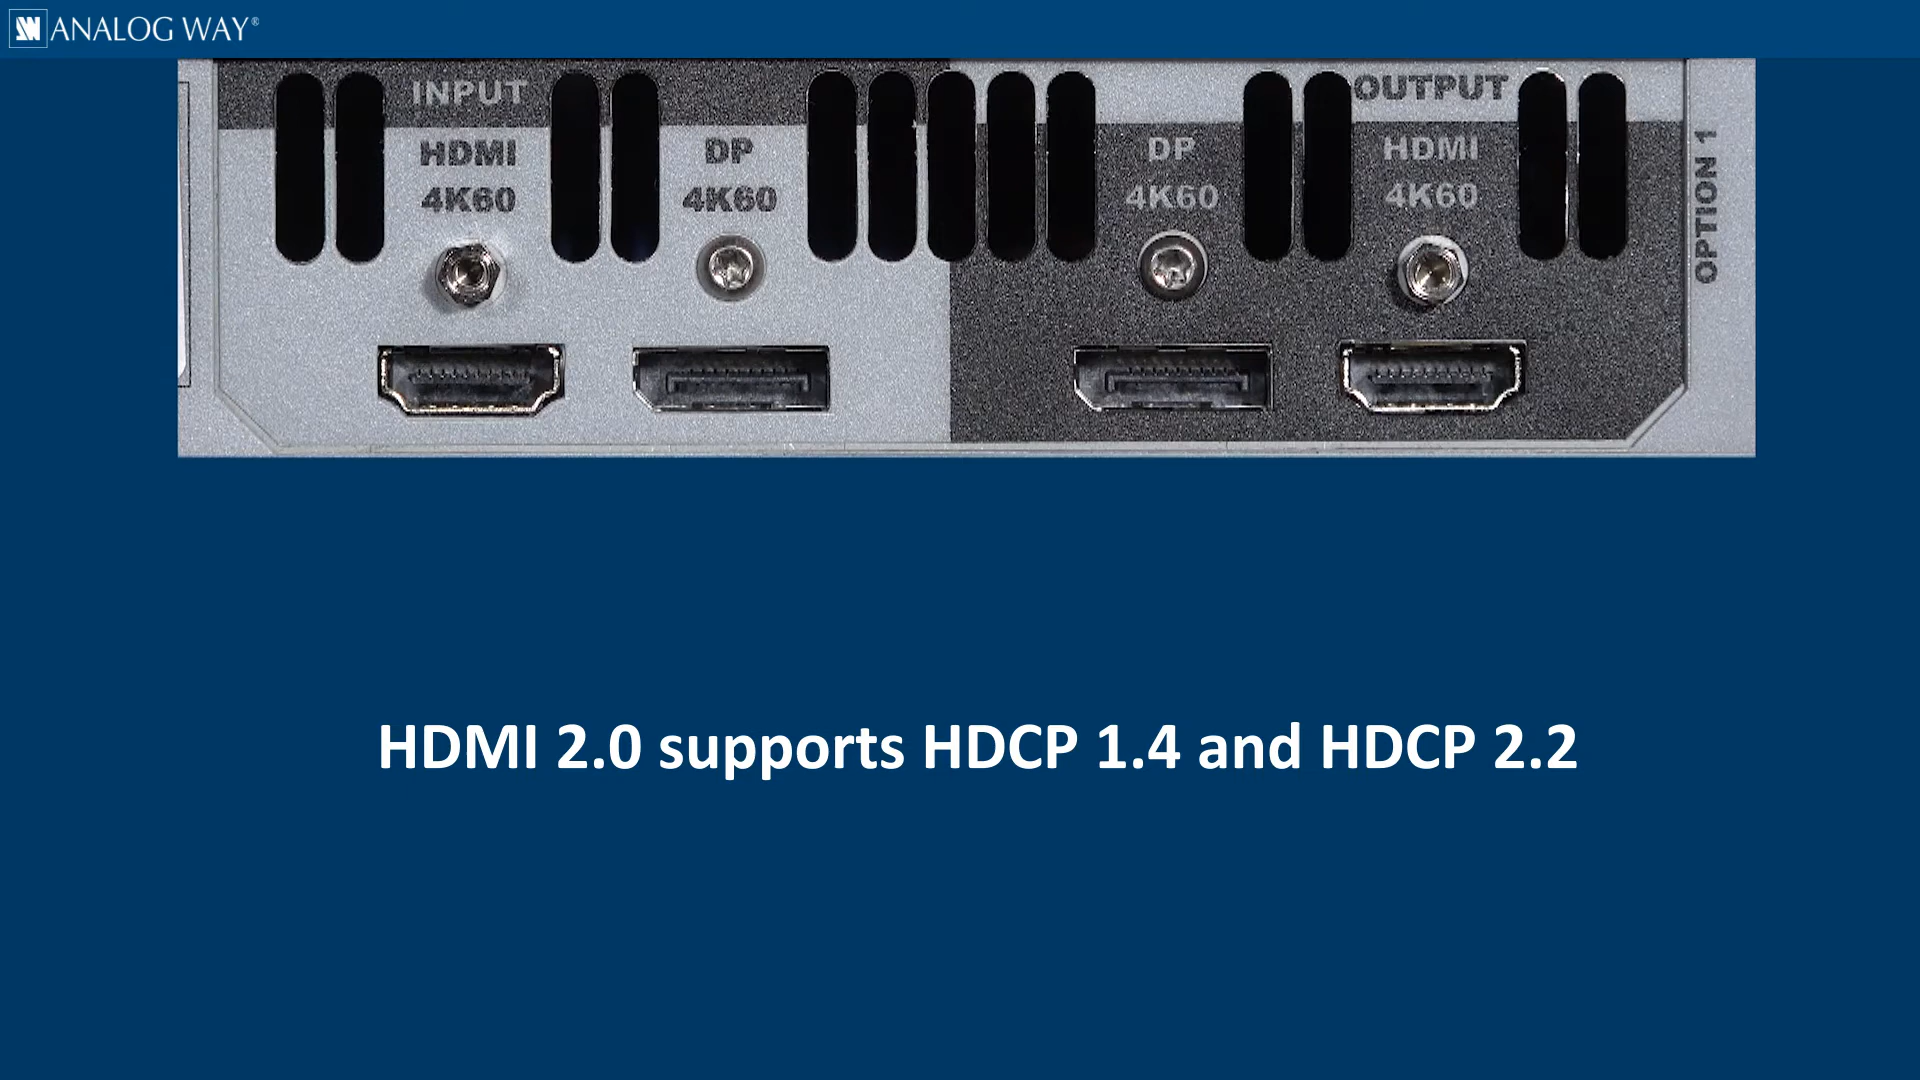 ANALOG WAY®
INPUT
OUTPUT
HDMI
4K60
DP
4K60
DP
4K60
HDMI
4K60
OPTION 1
HDMI 2.0 supports HDCP 1.4 and HDCP 2.2